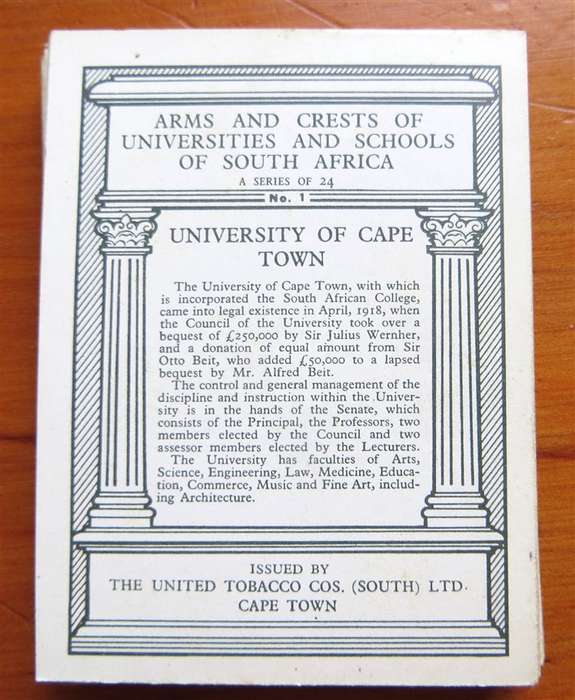 ARMS AND CRESTS OF
UNIVERSITIES AND SCHOOLS
OF SOUTH AFRICA
A SERIES OF 24
No. 1
UNIVERSITY OF CAPE
TOWN
The University of Cape Town, with which
is incorporated the South African College,
came into legal existence in April, 1918, when
the Council of the University took over a
bequest of £250,000 by Sir Julius Wernher,
and a donation of equal amount from Sir
Otto Beit, who added £50,000 to a lapsed
bequest by Mr. Alfred Beit.
The control and general management of the
discipline and instruction within the Univer-
sity is in the hands of the Senate, which
consists of the Principal, the Professors, two
members elected by the Council and two
assessor members elected by the Lecturers.
The University has faculties of Arts,
Science, Engineering, Law, Medicine, Educa-
tion, Commerce, Music and Fine Art, includ-
ing Architecture.
ISSUED BY
THE UNITED TOBACCO COS. (SOUTH) LTD.
CAPE TOWN